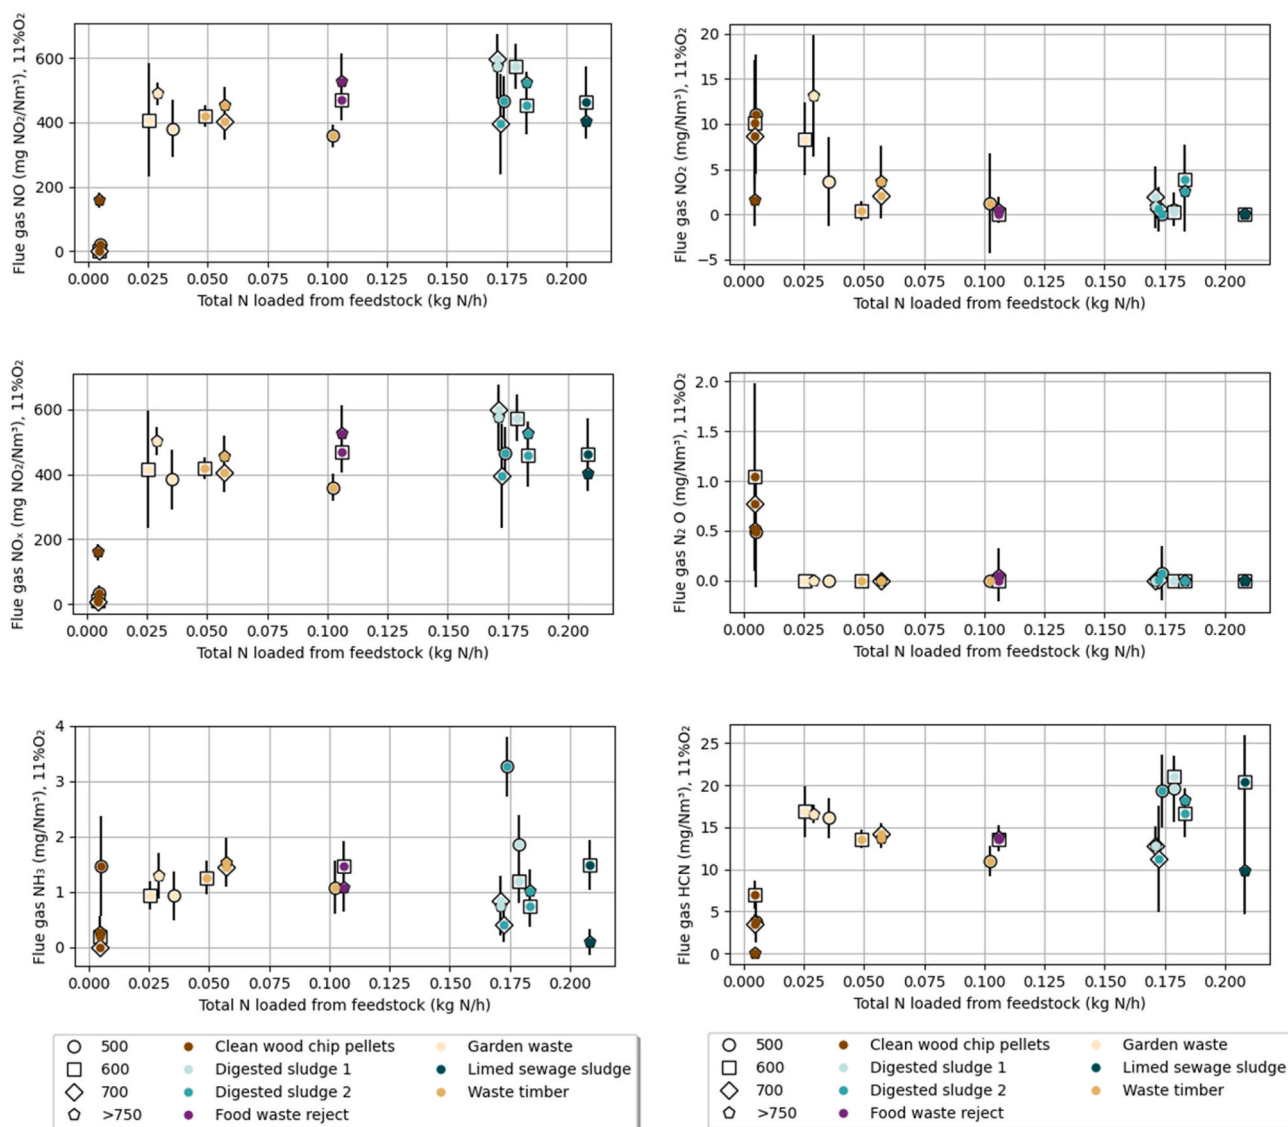 Flue gas NO (mg NO₂/Nm³), 11%O₂
600
400
200
0
0.000 0.025 0.050 0.075 0.100 0.125 0.150 0.175 0.200
Total N loaded from feedstock (kg N/h)
Flue gas NO₂ (mg/Nm³), 11%O₂
20
15
10
5
0
−5
0.000 0.025 0.050 0.075 0.100 0.125 0.150 0.175 0.200
Total N loaded from feedstock (kg N/h)
Flue gas NOₓ (mg NO₂/Nm³), 11%O₂
600
400
200
0
0.000 0.025 0.050 0.075 0.100 0.125 0.150 0.175 0.200
Total N loaded from feedstock (kg N/h)
Flue gas N₂ O (mg/Nm³), 11%O₂
2.0
1.5
1.0
0.5
0.0
0.000 0.025 0.050 0.075 0.100 0.125 0.150 0.175 0.200
Total N loaded from feedstock (kg N/h)
Flue gas NH₃ (mg/Nm³), 11%O₂
4
3
2
1
0
0.000 0.025 0.050 0.075 0.100 0.125 0.150 0.175 0.200
Total N loaded from feedstock (kg N/h)
Flue gas HCN (mg/Nm³), 11%O₂
25
20
15
10
5
0
0.000 0.025 0.050 0.075 0.100 0.125 0.150 0.175 0.200
Total N loaded from feedstock (kg N/h)
500 Clean wood chip pellets Garden waste
600 Digested sludge 1 Limed sewage sludge
700 Digested sludge 2 Waste timber
>750 Food waste reject
500 Clean wood chip pellets Garden waste
600 Digested sludge 1 Limed sewage sludge
700 Digested sludge 2 Waste timber
>750 Food waste reject